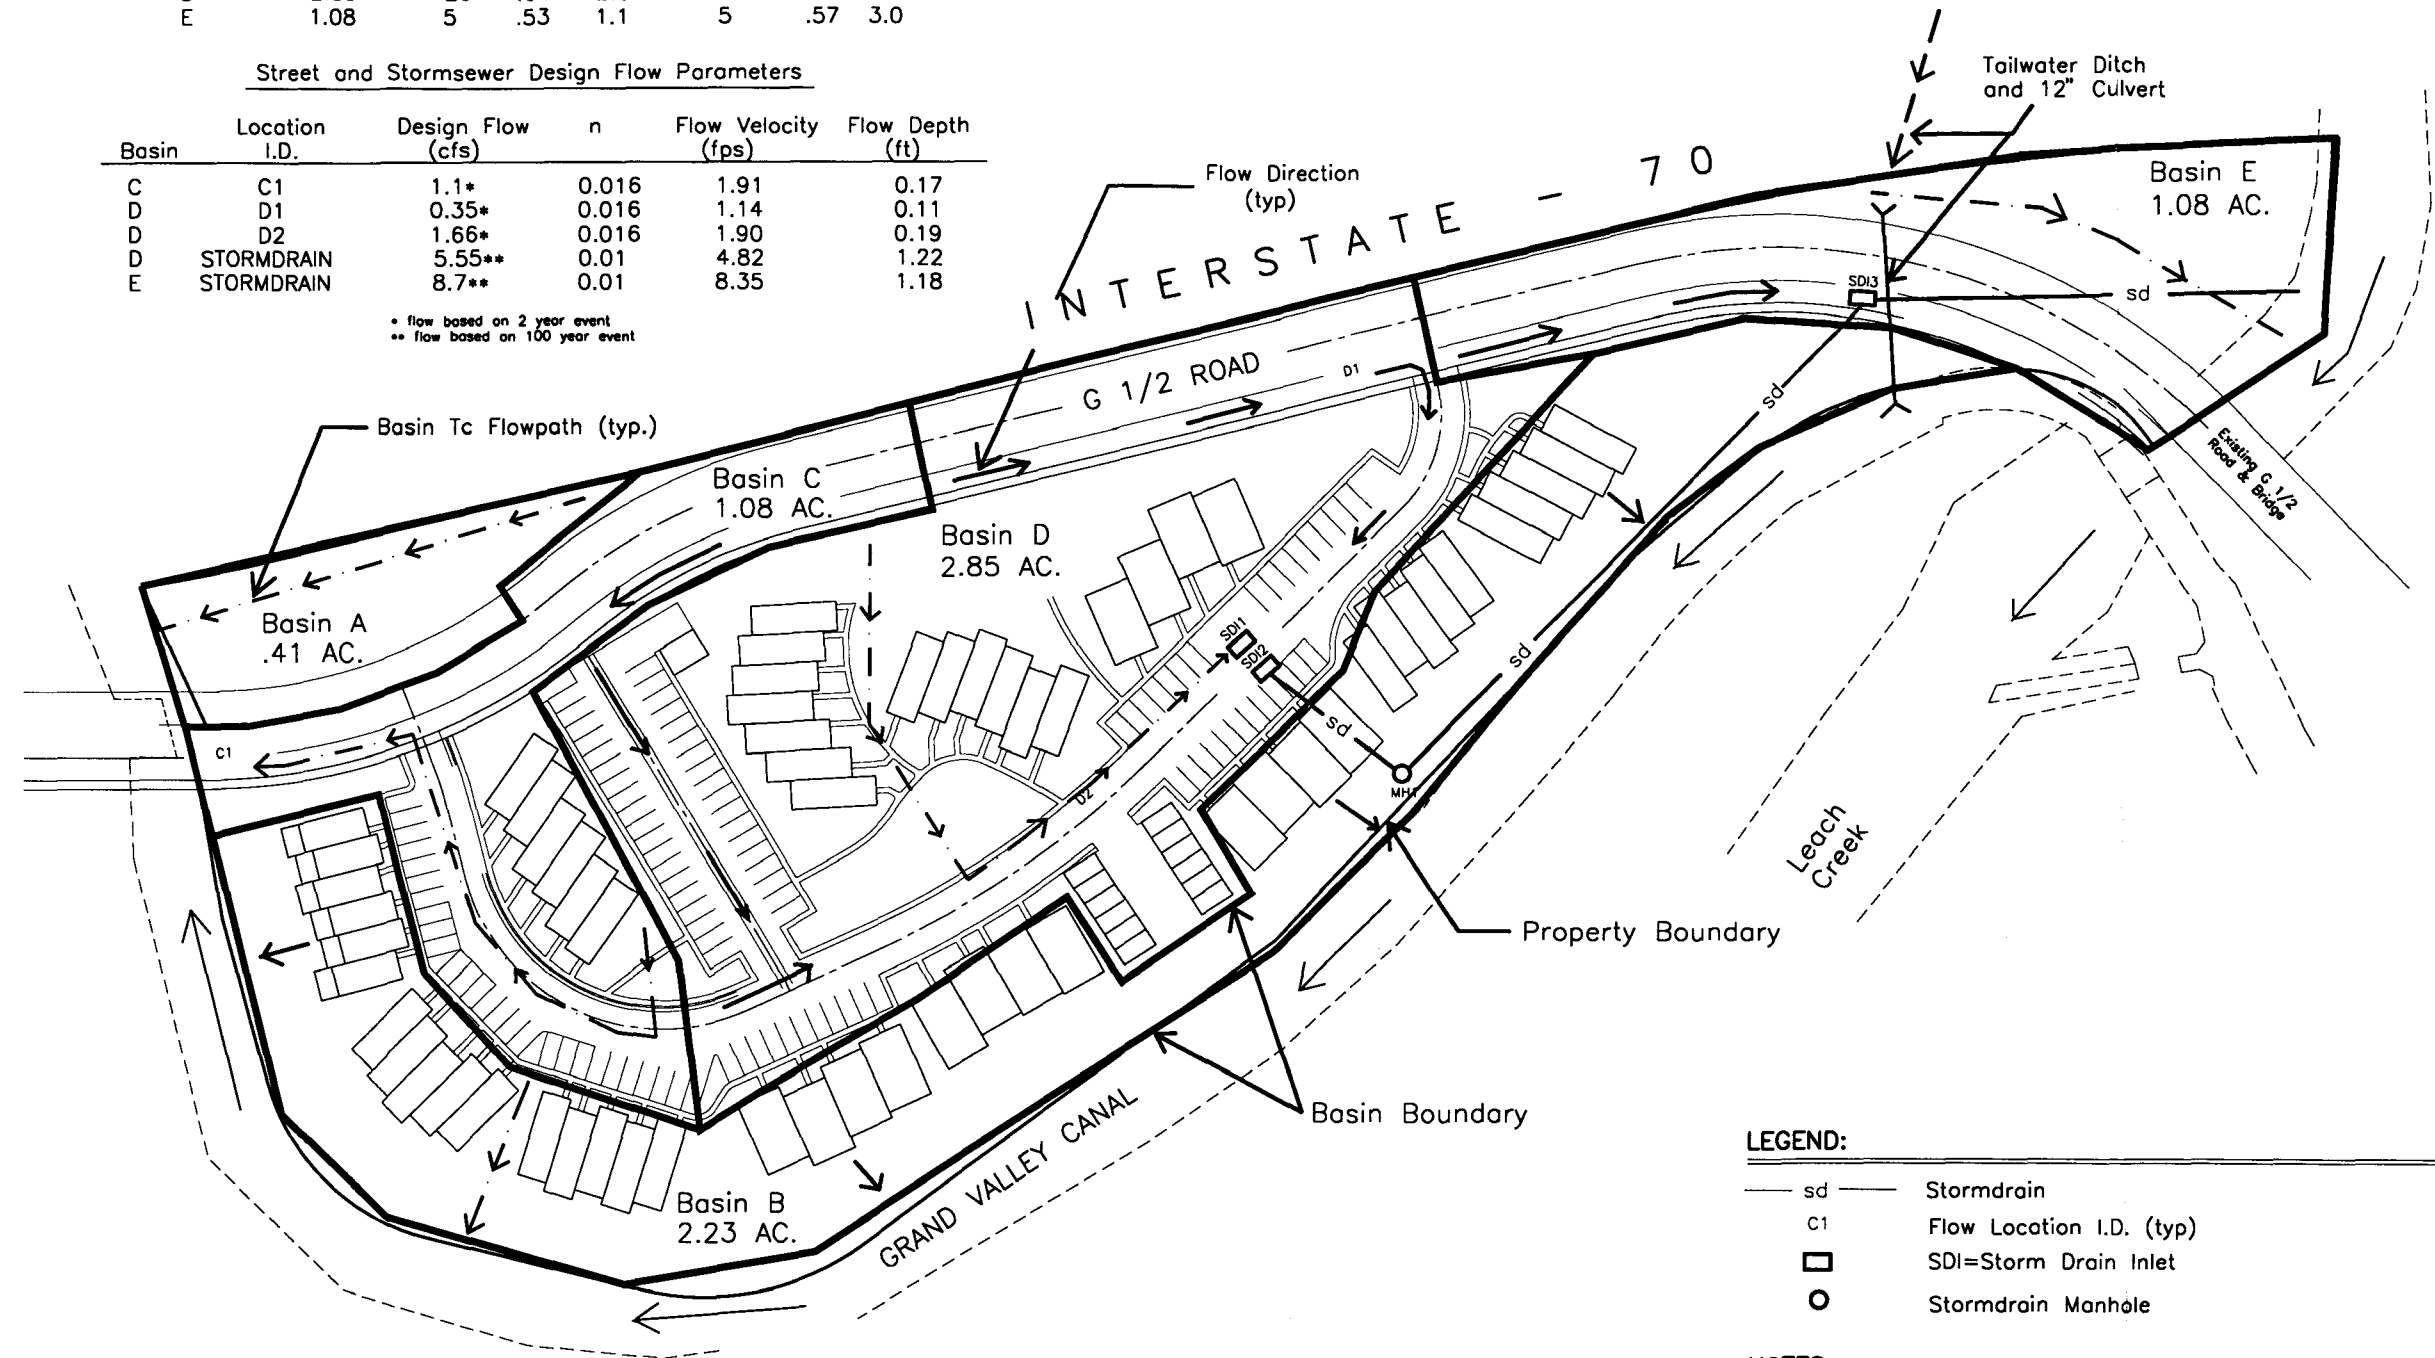 E 1.08 5 .53 1.1 5 .57 3.0
Street and Stormsewer Design Flow Parameters
Basin Location I.D. Design Flow (cfs) n Flow Velocity (fps) Flow Depth (ft)
C C1 1.1* 0.016 1.91 0.17
D D1 0.35* 0.016 1.14 0.11
D D2 1.66* 0.016 1.90 0.19
D STORMDRAIN 5.55** 0.01 4.82 1.22
E STORMDRAIN 8.7** 0.01 8.35 1.18
* flow based on 2 year event
** flow based on 100 year event
Tailwater Ditch
and 12" Culvert
Flow Direction
(typ)
INTERSTATE - 70
Basin E
1.08 AC.
SDI3
sd
G 1/2 ROAD
D1
sd
Existing G 1/2
Road & Bridge
Basin Tc Flowpath (typ.)
Basin C
1.08 AC.
Basin D
2.85 AC.
Basin A
.41 AC.
SDI1
SDI2
sd
sd
C1
D2
MH1
Leach
Creek
Property Boundary
Basin Boundary
GRAND VALLEY CANAL
Basin B
2.23 AC.
LEGEND:
sd Stormdrain
C1 Flow Location I.D. (typ)
SDI=Storm Drain Inlet
Stormdrain Manhole